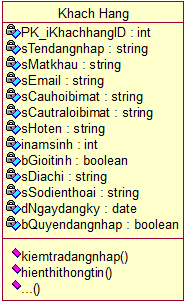 Khach Hang
PK_iKhachhangID : int
sTendangnhap : string
sMatkhau : string
sEmail : string
sCauhoibimat : string
sCautraloibimat : string
sHoten : string
inamsinh : int
bGioitinh : boolean
sDiachi : string
sSodienthoai : string
dNgaydangky : date
bQuyendangnhap : boolean
kiemtradangnhap()
hienthithongtin()
...()